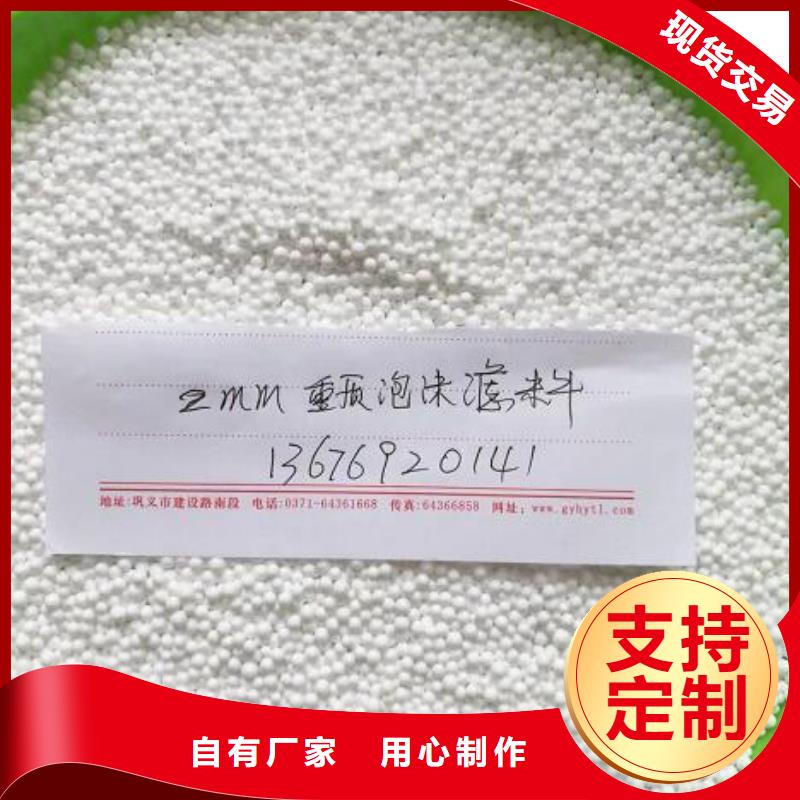 现货交易
2mm 重质泡沫滤料
13676920141
地址:巩义市建设路南段 电话:0371-64361668 传真:64366858 网址:www.gyhytl.com
支持
定制
自有厂家 用心制作